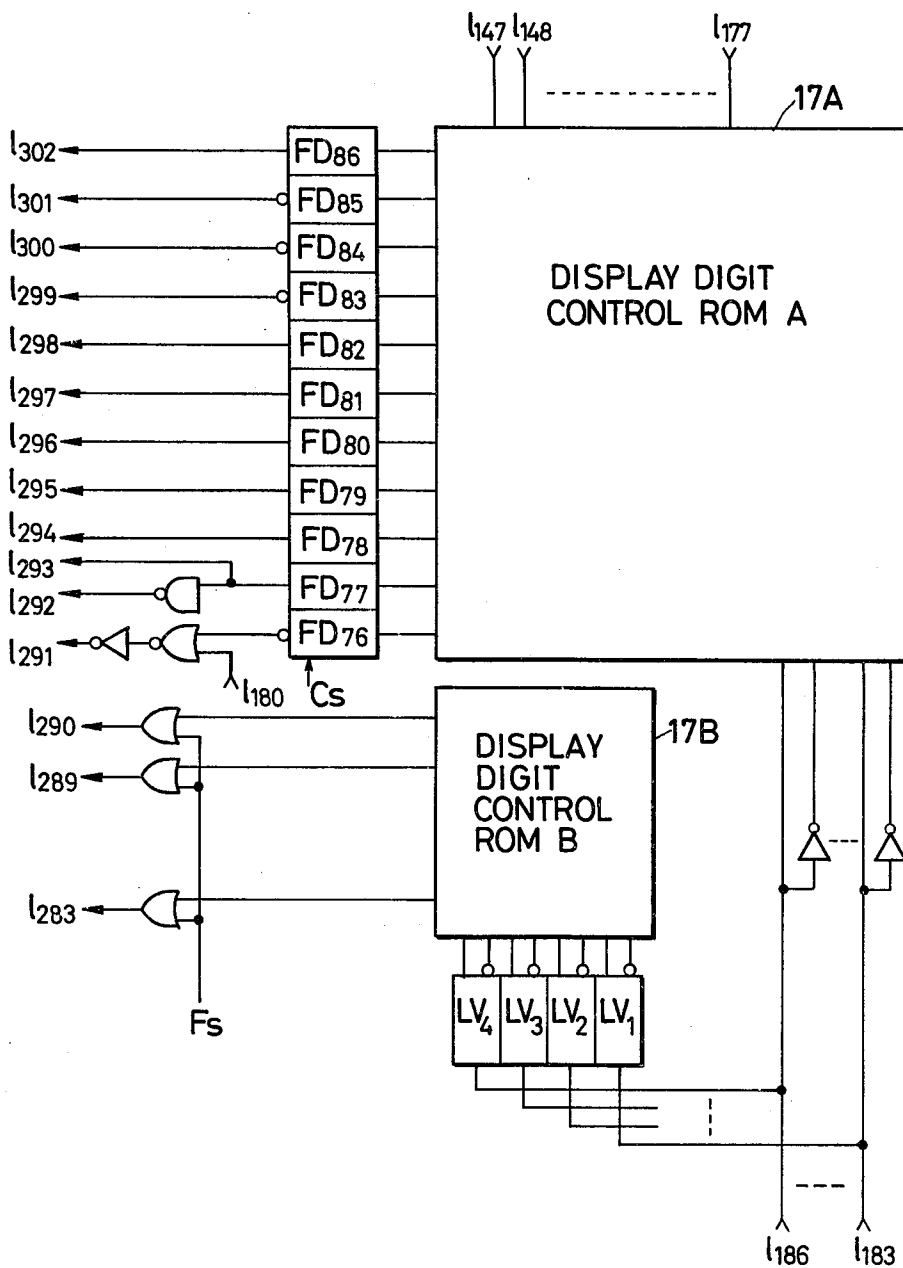 l147 l148 l177
17A
l302 FD86
l301 FD85
l300 FD84
l299 FD83
l298 FD82
l297 FD81
l296 FD80
l295 FD79
l294 FD78
l293
l292 FD77
l291 FD76
DISPLAY DIGIT
CONTROL ROM A
l180 Cs
l290
l289
l283
Fs
17B
DISPLAY
DIGIT
CONTROL
ROM B
LV4 LV3 LV2 LV1
l186 l183